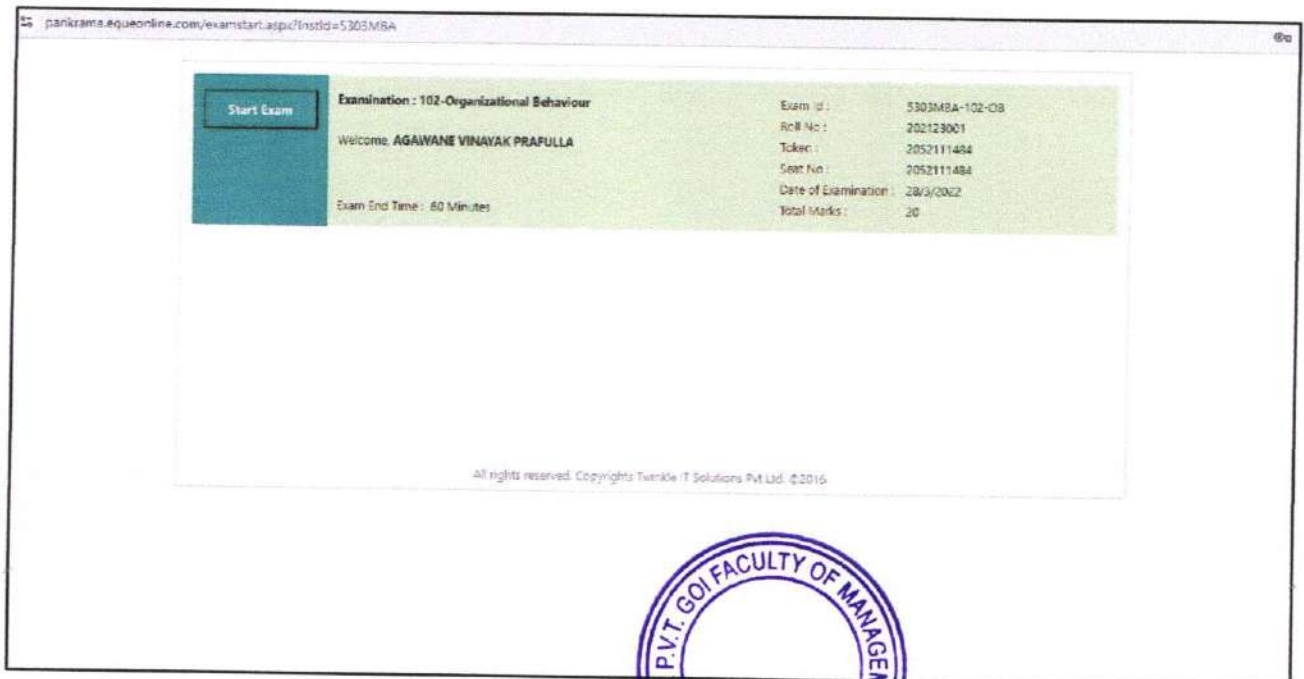 pankrama.equeonline.com/examstart.aspx?InstId=5303MBA
Start Exam
Examination : 102-Organizational Behaviour
Welcome, AGAWANE VINAYAK PRAFULLA
Exam End Time : 60 Minutes
Exam Id : 5303MBA-102-OB
Roll No : 202123001
Token : 2052111484
Seat No : 2052111484
Date of Examination : 28/3/2022
Total Marks : 20
All rights reserved. Copyrights Twinkle IT Solutions Pvt Ltd. ©2016
P.V.T. GOI FACULTY OF MANAGEM